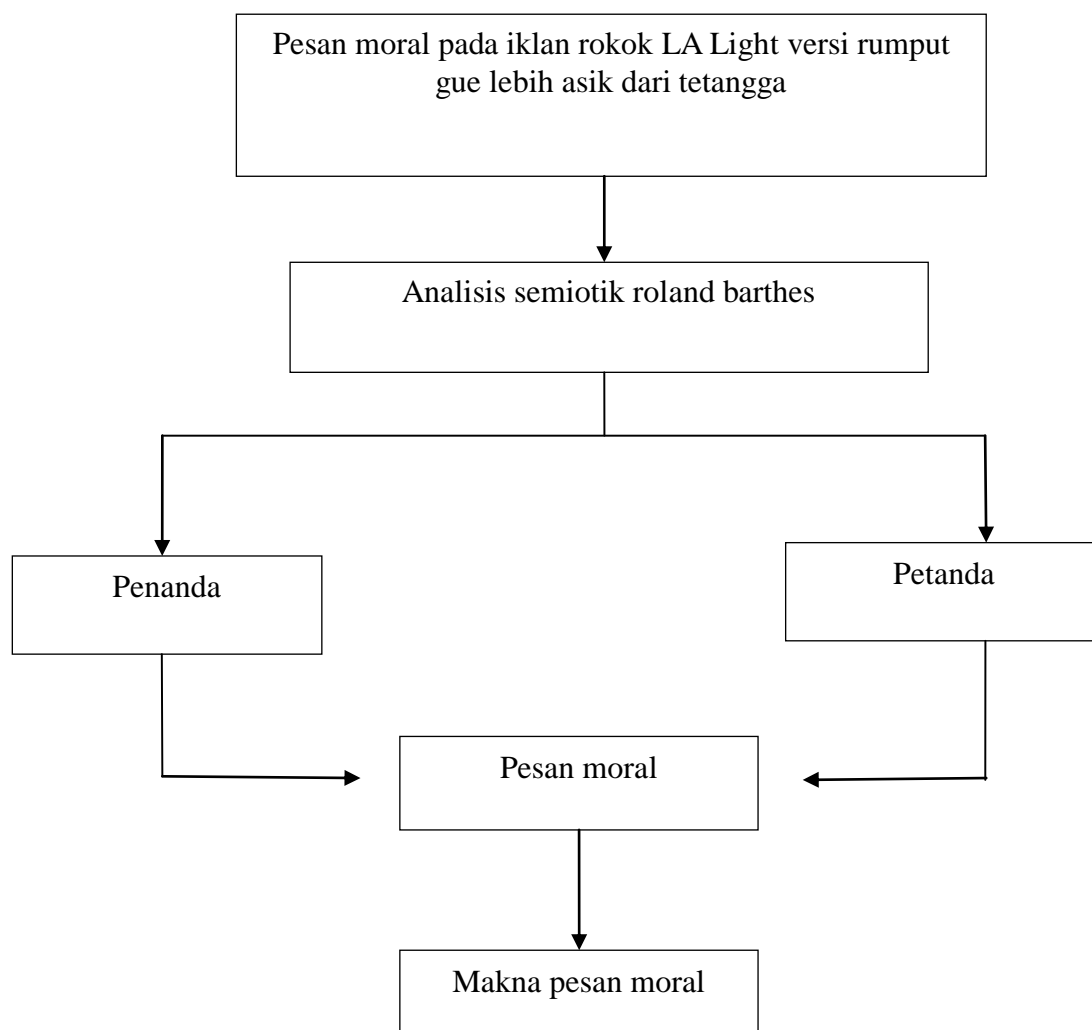 Pesan moral pada iklan rokok LA Light versi rumput
gue lebih asik dari tetangga
Analisis semiotik roland barthes
Penanda
Petanda
Pesan moral
Makna pesan moral